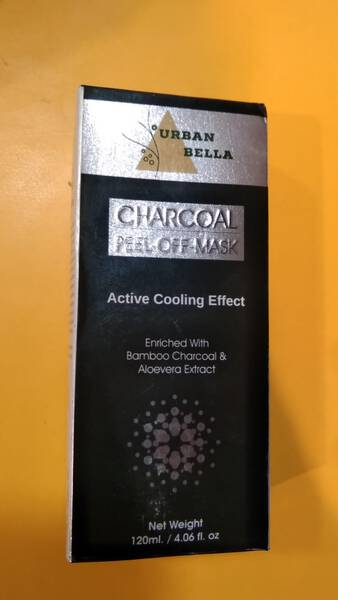 URBAN
BELLA
CHARCOAL
PEEL-OFF-MASK
Active Cooling Effect
Enriched With
Bamboo Charcoal &
Aloevera Extract
Net Weight
120ml. / 4.06 fl. oz